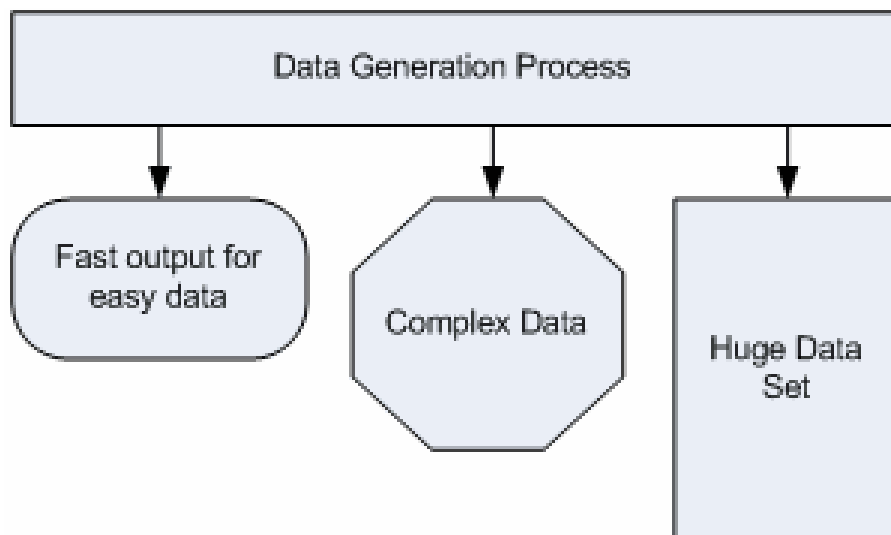 Data Generation Process
Fast output for
easy data
Complex Data
Huge Data
Set